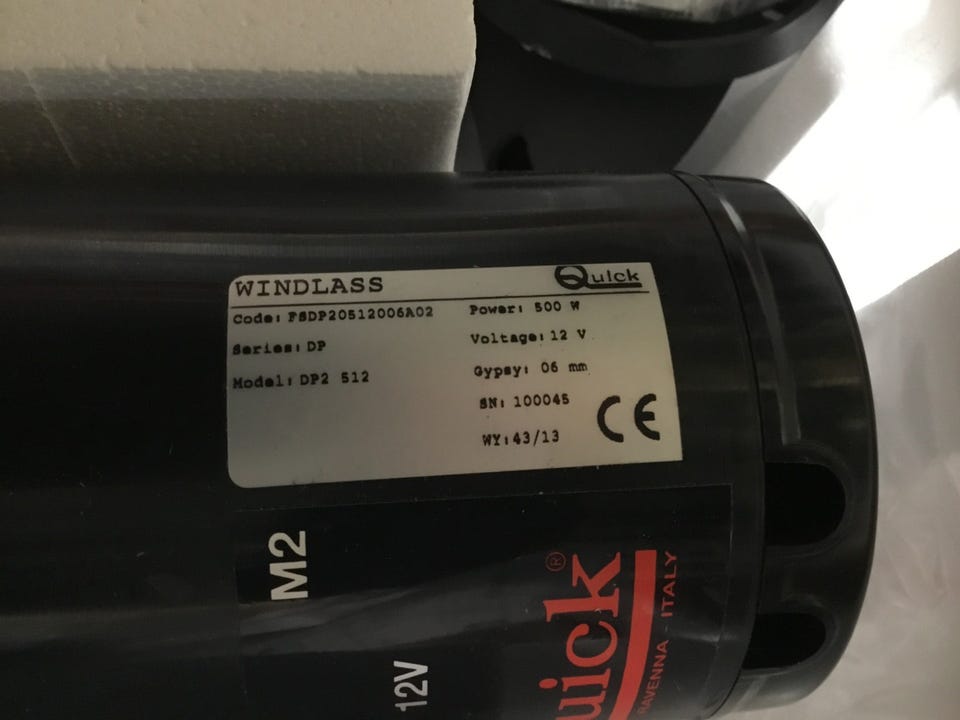 WINDLASS Quick
Code: FSDP20512006A02 Power: 500 W
Series: DP Voltage: 12 V
Model: DP2 512 Gypsy: 06 mm
SN: 100045
WY: 43/13 CE
M2
12V
uick®
RAVENNA - ITALY